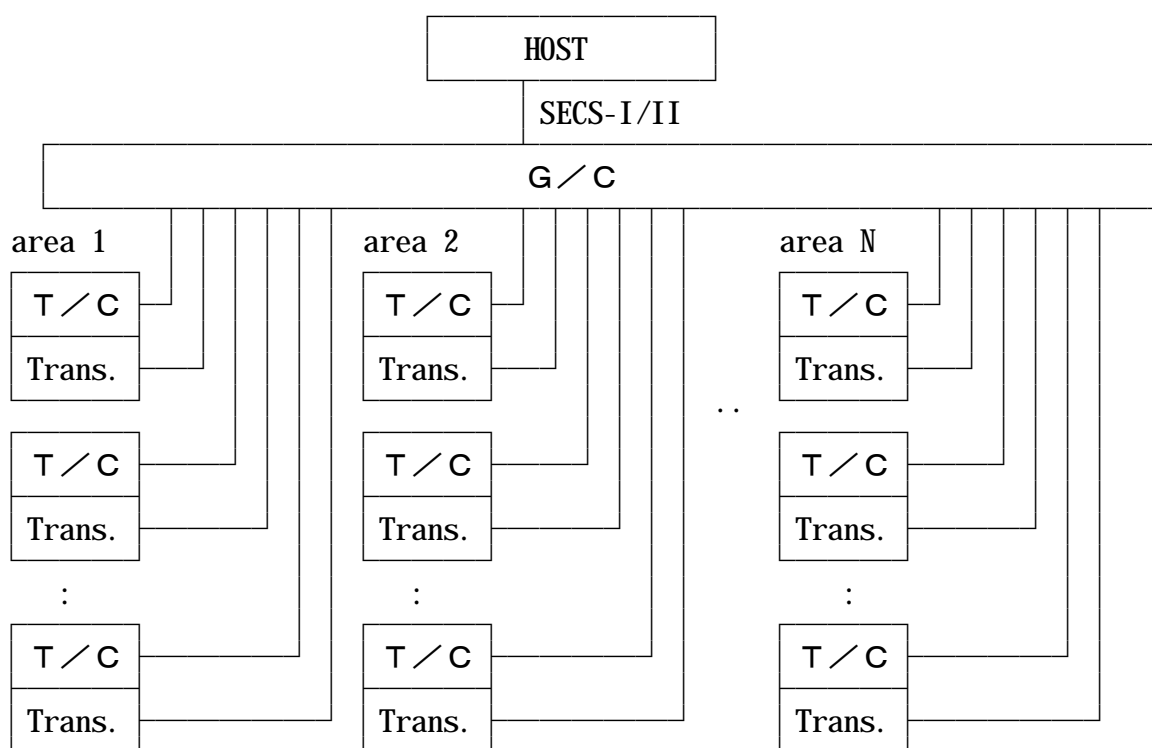 HOST
SECS-I/II
G／C
area 1 area 2 area N
T／C T／C T／C
Trans. Trans. Trans.
..
T／C T／C T／C
Trans. Trans. Trans.
: : :
T／C T／C T／C
Trans. Trans. Trans.